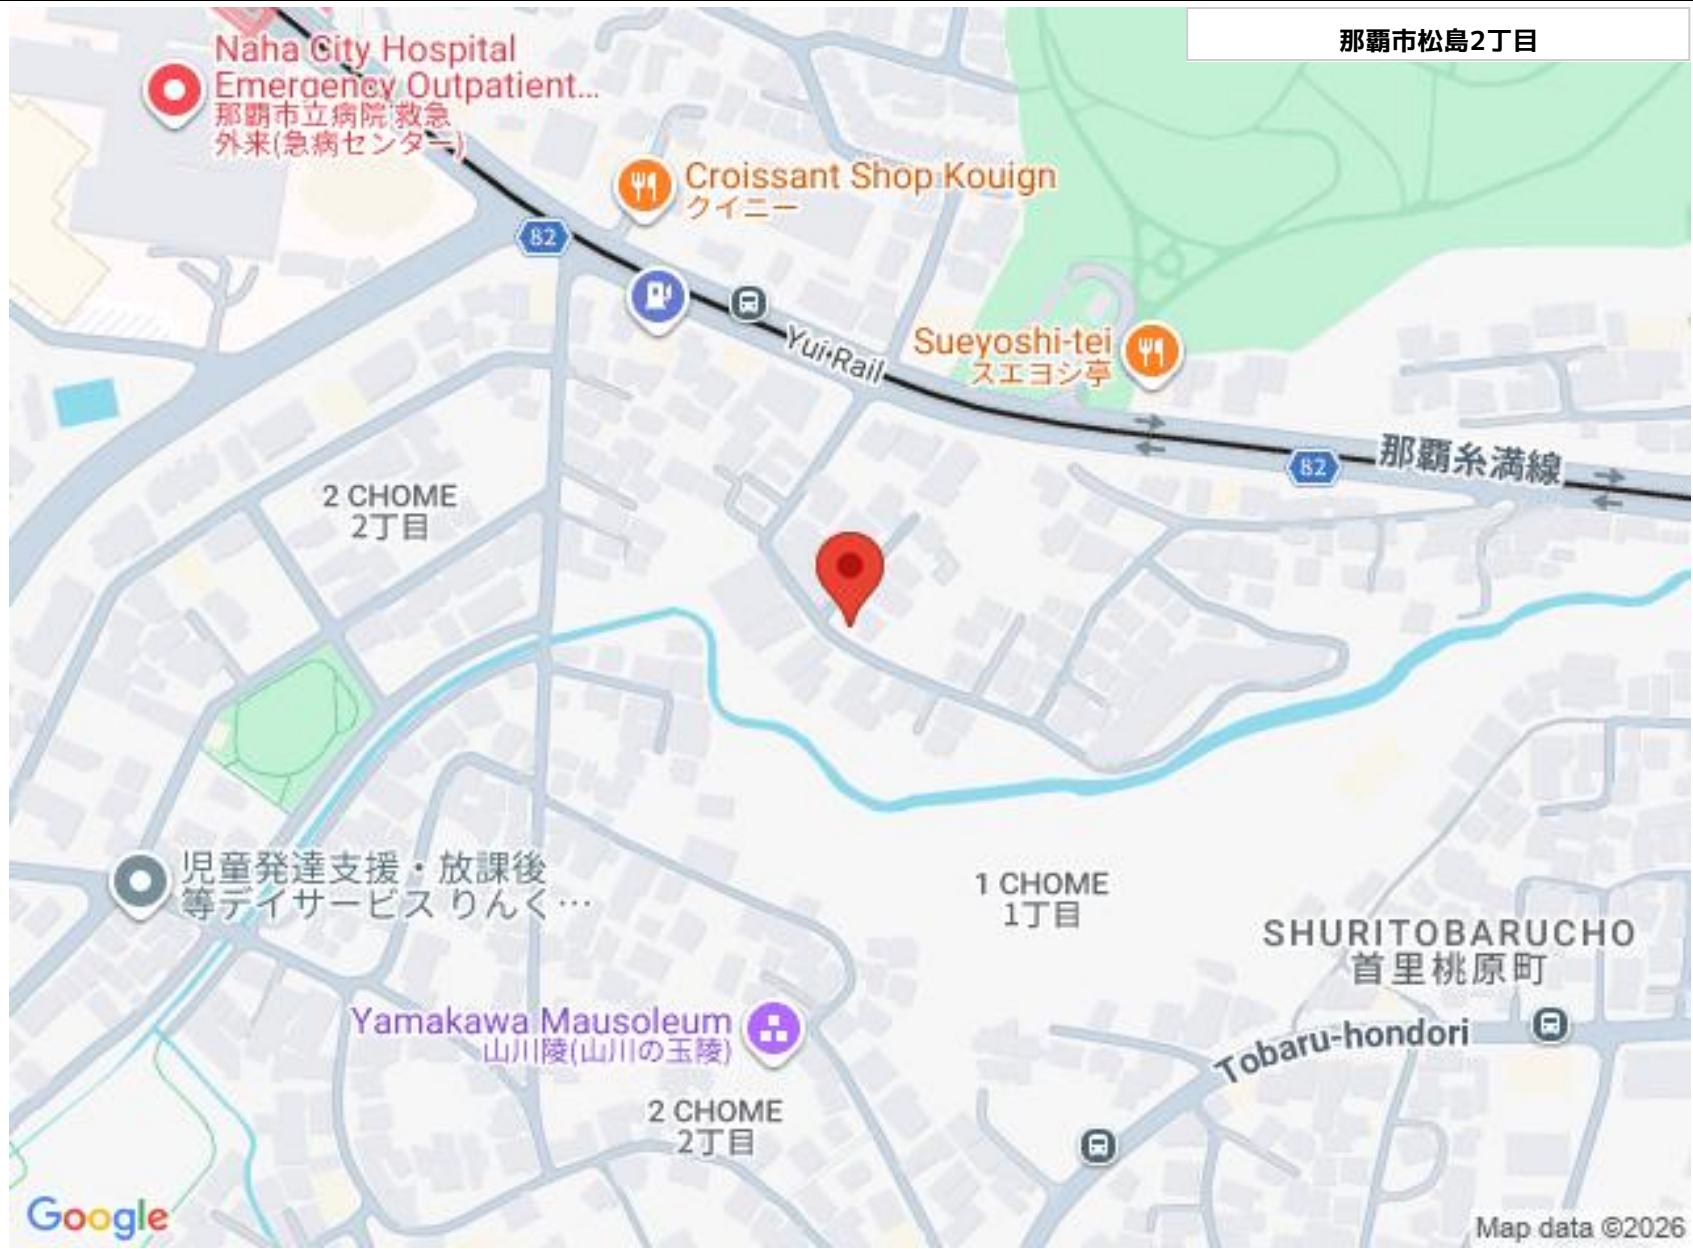 那覇市松島2丁目
Naha City Hospital
Emergency Outpatient...
那覇市立病院 救急
外来(急病センター)
Croissant Shop Kouign
クイニー
82
Yui Rail
Sueyoshi-tei
スエヨシ亭
那覇糸満線
82
2 CHOME
2丁目
児童発達支援・放課後
等デイサービス りんく…
1 CHOME
1丁目
SHURITOBARUCHO
首里桃原町
Yamakawa Mausoleum
山川陵(山川の玉陵)
Tobaru-hondori
2 CHOME
2丁目
Google
Map data ©2026